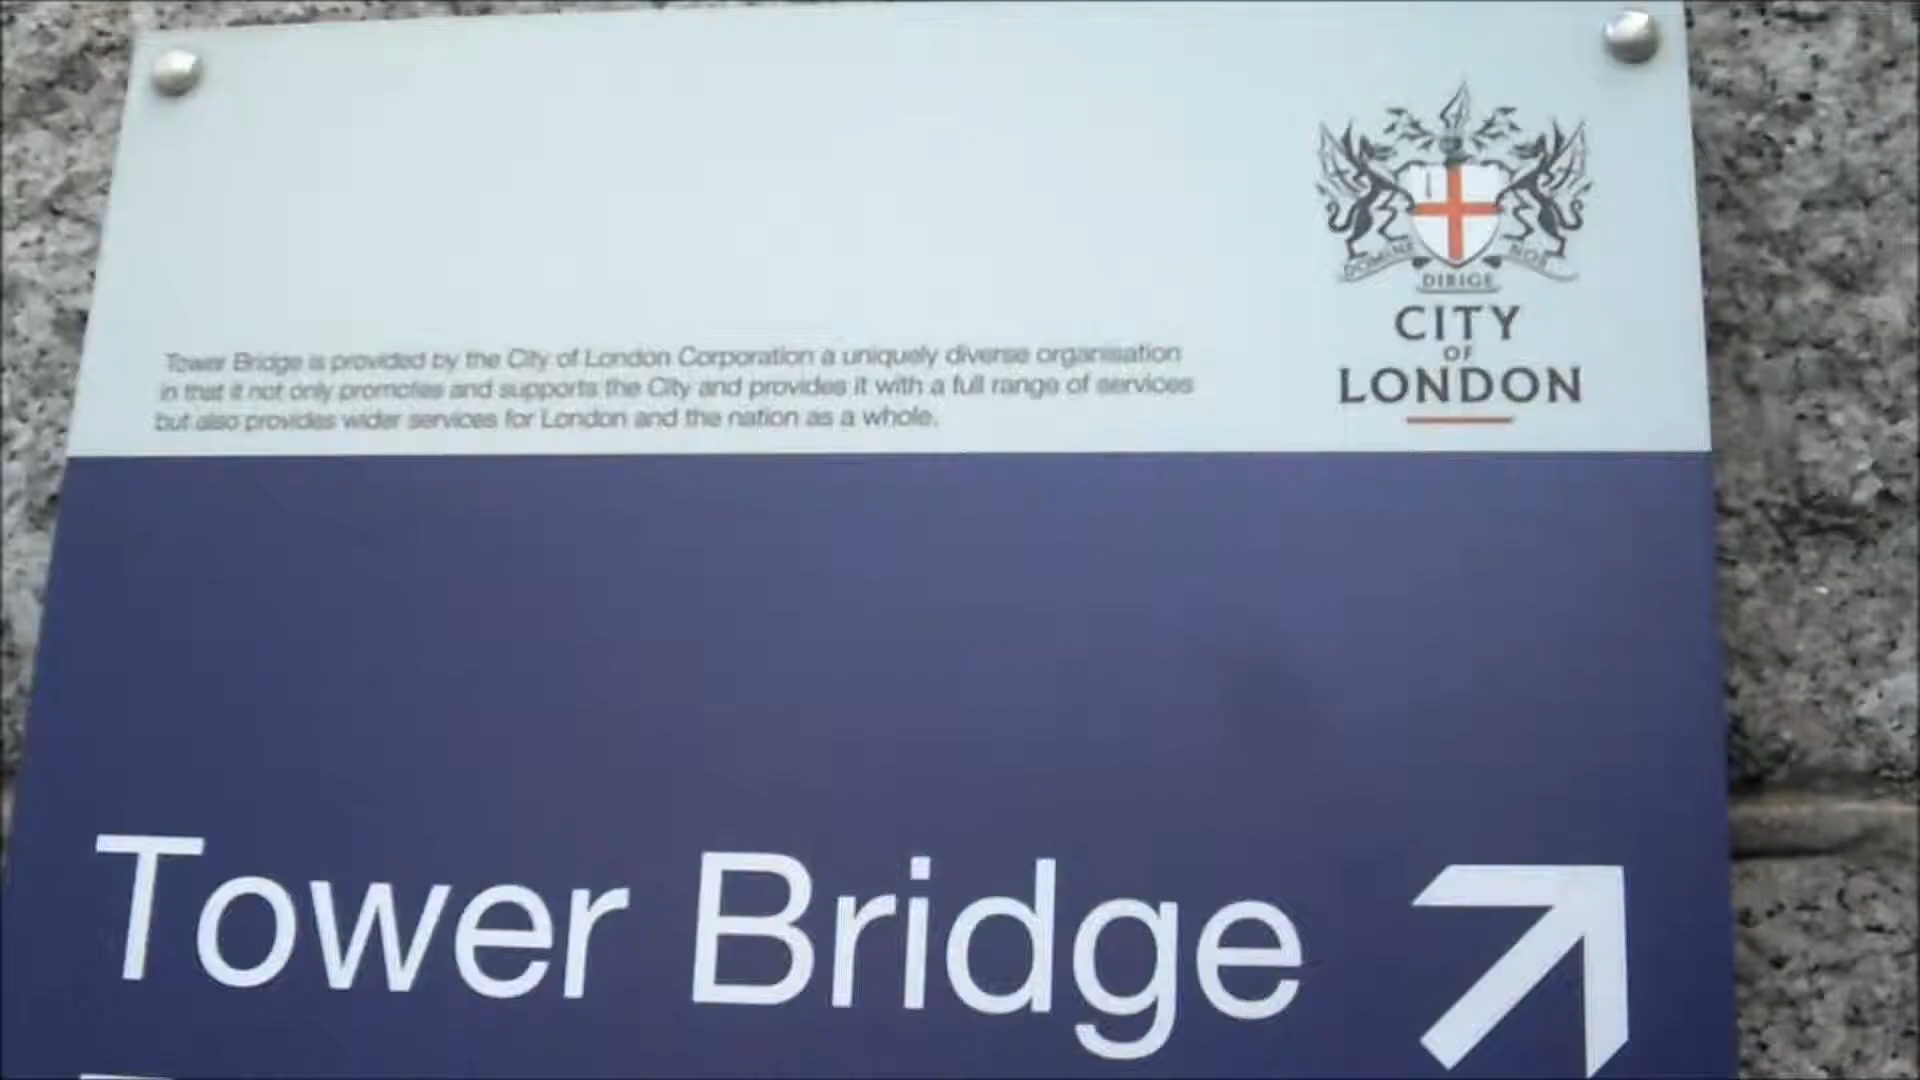 DOMINE DIRIGE NOS
CITY
OF
LONDON
Tower Bridge is provided by the City of London Corporation a uniquely diverse organisation
in that it not only promotes and supports the City and provides it with a full range of services
but also provides wider services for London and the nation as a whole.
Tower Bridge